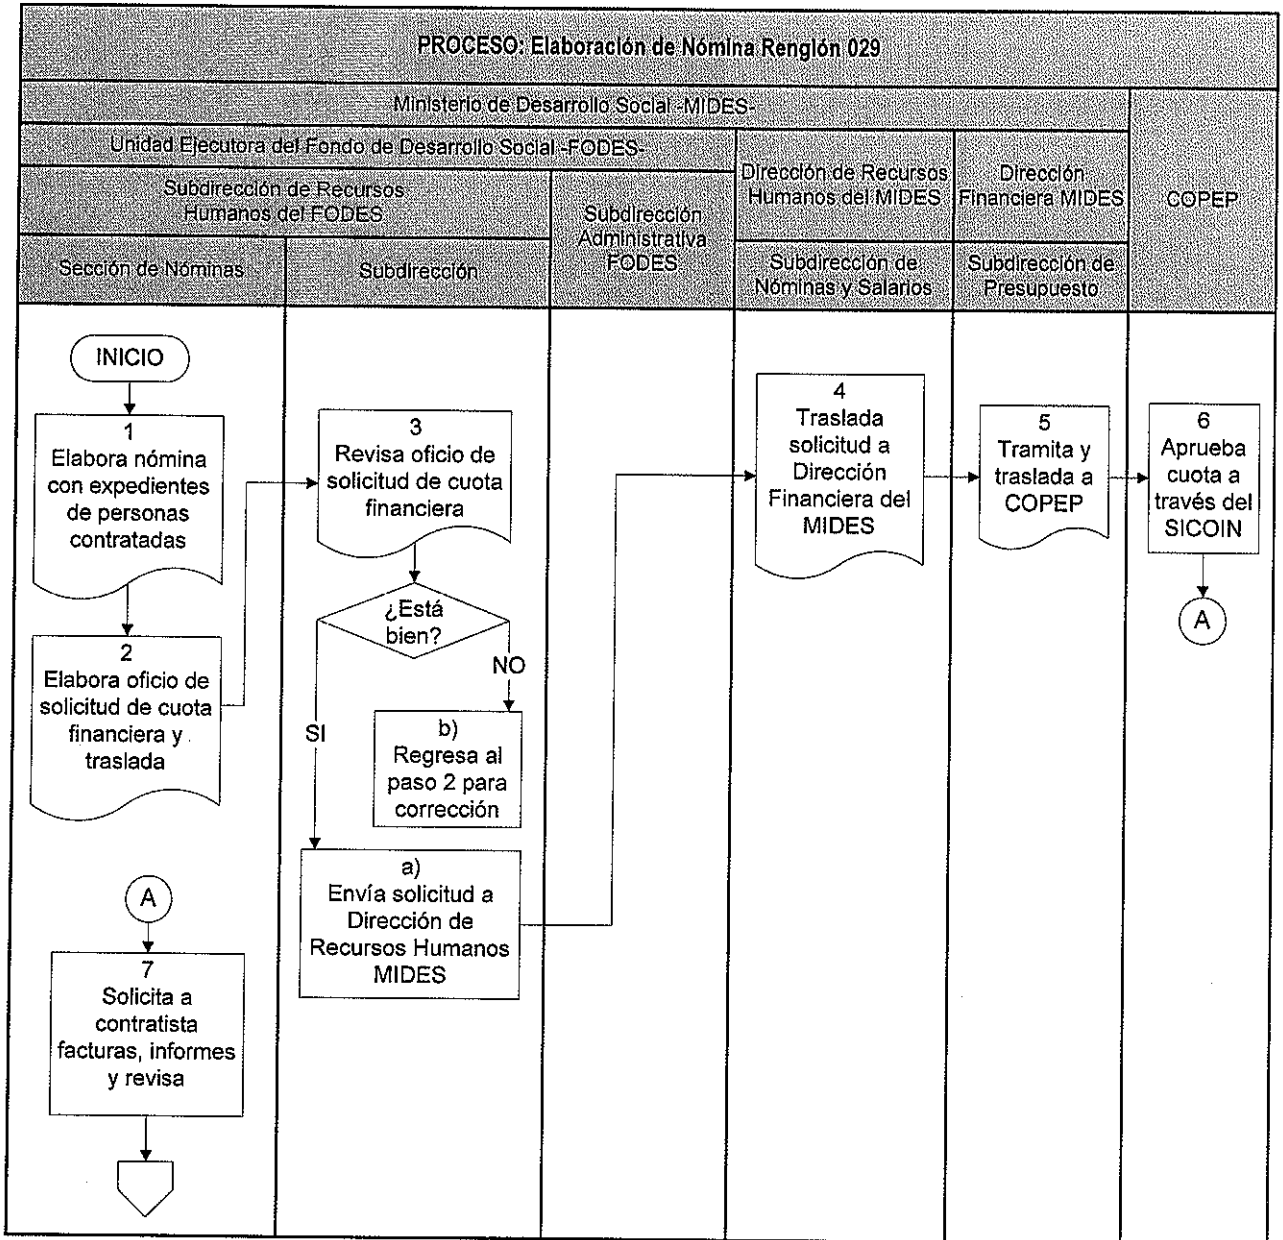 PROCESO: Elaboración de Nómina Renglón 029
Ministerio de Desarrollo Social -MIDES-
Unidad Ejecutora del Fondo de Desarrollo Social -FODES-
Subdirección de Recursos
Humanos del FODES
Subdirección
Administrativa
FODES
Dirección de Recursos
Humanos del MIDES
Dirección
Financiera MIDES
COPEP
Sección de Nóminas
Subdirección
Subdirección de
Nóminas y Salarios
Subdirección de
Presupuesto
INICIO
1
Elabora nómina
con expedientes
de personas
contratadas
2
Elabora oficio de
solicitud de cuota
financiera y
traslada
3
Revisa oficio de
solicitud de cuota
financiera
¿Está
bien?
NO
SI
b)
Regresa al
paso 2 para
corrección
a)
Envía solicitud a
Dirección de
Recursos Humanos
MIDES
4
Traslada
solicitud a
Dirección
Financiera del
MIDES
5
Tramita y
traslada a
COPEP
6
Aprueba
cuota a
través del
SICOIN
A
A
7
Solicita a
contratista
facturas, informes
y revisa